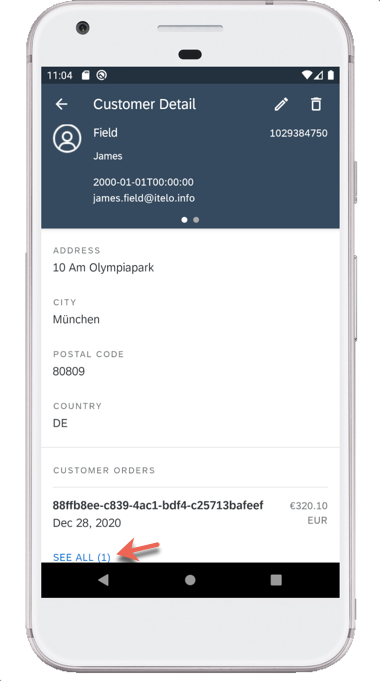 11:04
Customer Detail
Field 1029384750
James
2000-01-01T00:00:00
james.field@itelo.info
ADDRESS
10 Am Olympiapark
CITY
München
POSTAL CODE
80809
COUNTRY
DE
CUSTOMER ORDERS
88ffb8ee-c839-4ac1-bdf4-c25713bafeef €320.10
Dec 28, 2020 EUR
SEE ALL (1)